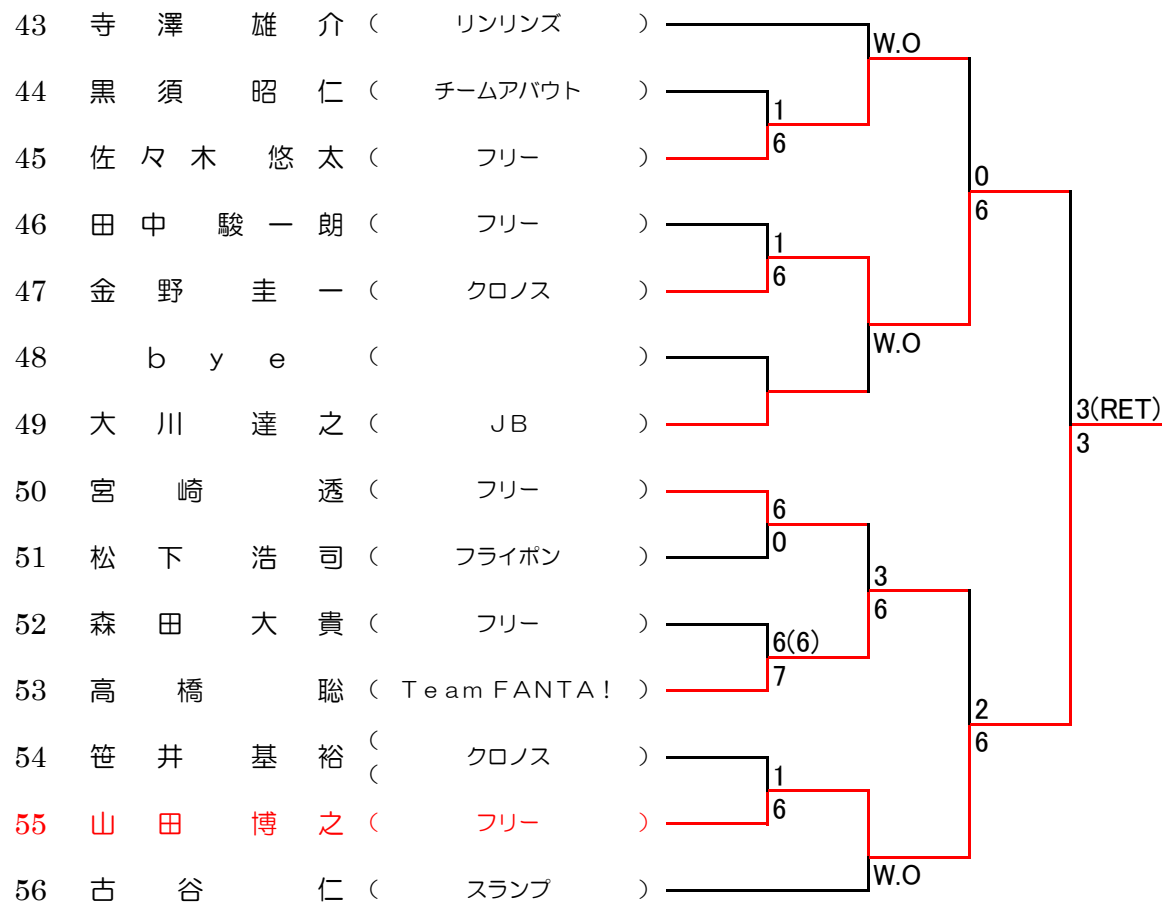 43 寺澤 雄介 ( リンリンズ )
W.O
44 黒須 昭仁 ( チームアバウト )
1
6
45 佐々木 悠太 ( フリー )
0
6
46 田中 駿一朗 ( フリー )
1
6
47 金野 圭一 ( クロノス )
W.O
48 bye ( )
49 大川 達之 ( JB )
3(RET)
3
50 宮崎 透 ( フリー )
6
0
51 松下 浩司 ( フライポン )
3
6
52 森田 大貴 ( フリー )
6(6)
7
53 高橋 聡 ( Team FANTA! )
2
6
54 笹井 基裕 ( ( クロノス )
1
6
55 山田 博之 ( フリー )
W.O
56 古谷 仁 ( スランプ )